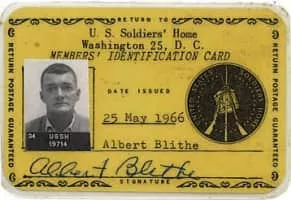 RETURN TO
U. S. Soldiers' Home
Washington 25, D. C.
MEMBERS' IDENTIFICATION CARD
DATE ISSUED
25 May 1966
Albert Blithe
34 USSH
19714
Albert Blithe
SIGNATURE
RETURN POSTAGE GUARANTEED
RETURN POSTAGE GUARANTEED